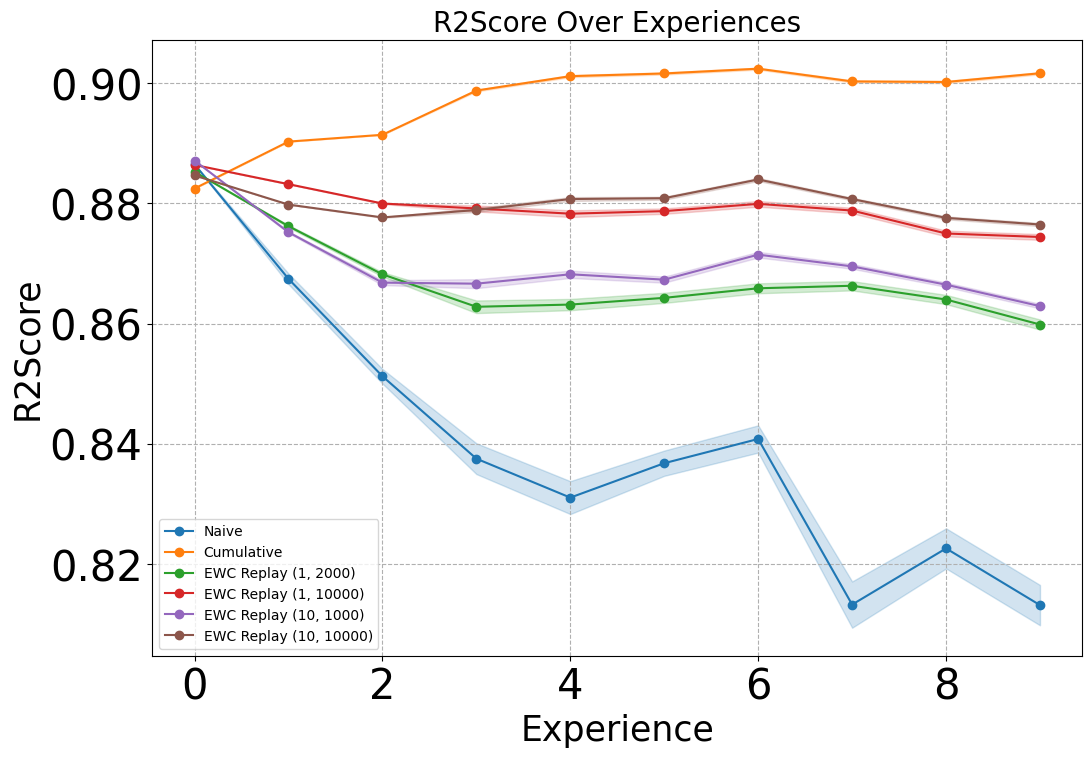 R2Score Over Experiences
R2Score
0.90
0.88
0.86
0.84
0.82
Naive
Cumulative
EWC Replay (1, 2000)
EWC Replay (1, 10000)
EWC Replay (10, 1000)
EWC Replay (10, 10000)
0 2 4 6 8
Experience